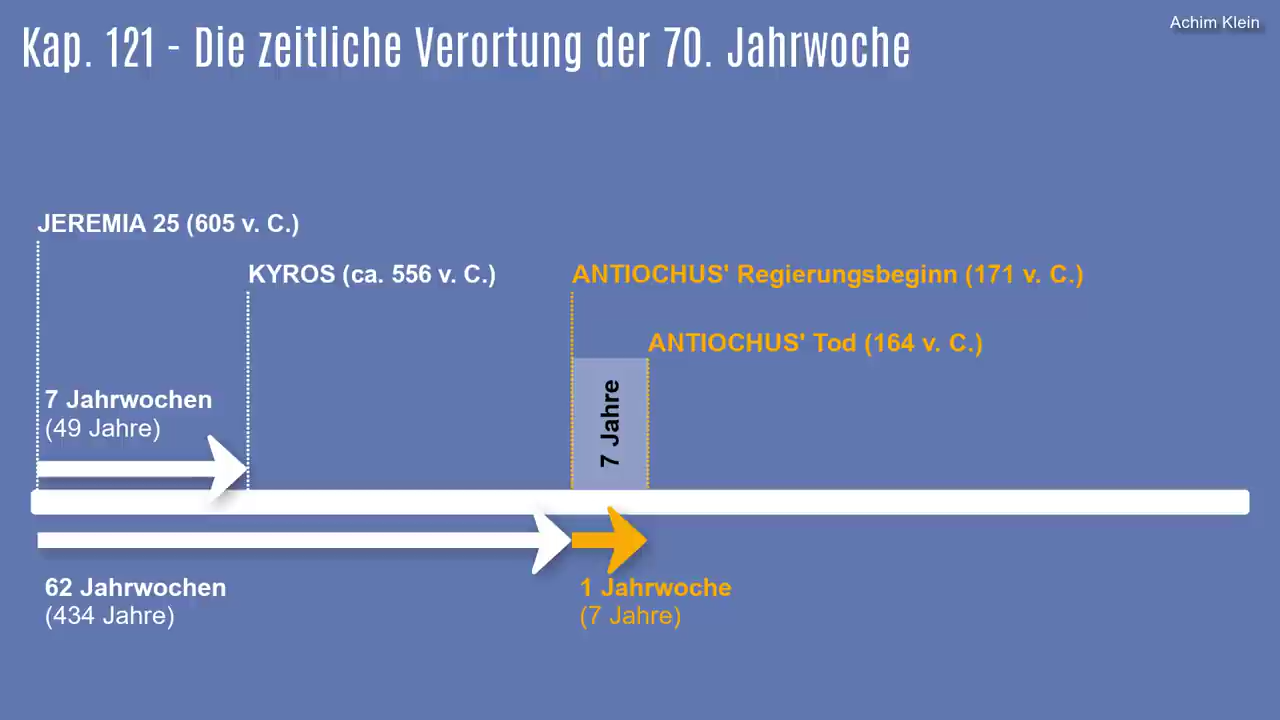 Achim Klein
Kap. 121 - Die zeitliche Verortung der 70. Jahrwoche
JEREMIA 25 (605 v. C.)
KYROS (ca. 556 v. C.)
ANTIOCHUS' Regierungsbeginn (171 v. C.)
ANTIOCHUS' Tod (164 v. C.)
7 Jahrwochen
(49 Jahre)
7 Jahre
62 Jahrwochen
(434 Jahre)
1 Jahrwoche
(7 Jahre)